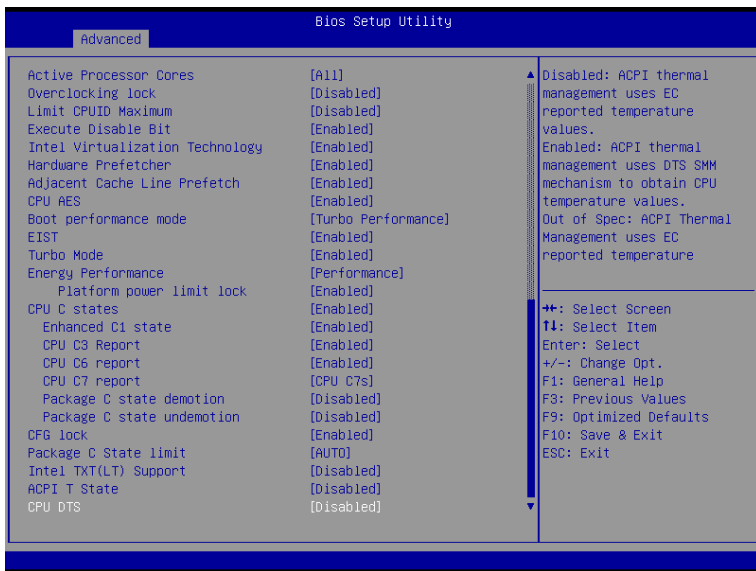 Bios Setup Utility
Advanced
Active Processor Cores [All]
Overclocking lock [Disabled]
Limit CPUID Maximum [Disabled]
Execute Disable Bit [Enabled]
Intel Virtualization Technology [Enabled]
Hardware Prefetcher [Enabled]
Adjacent Cache Line Prefetch [Enabled]
CPU AES [Enabled]
Boot performance mode [Turbo Performance]
EIST [Enabled]
Turbo Mode [Enabled]
Energy Performance [Performance]
Platform power limit lock [Enabled]
CPU C states [Enabled]
Enhanced C1 state [Enabled]
CPU C3 Report [Enabled]
CPU C6 report [Enabled]
CPU C7 report [CPU C7s]
Package C state demotion [Disabled]
Package C state undemotion [Disabled]
CFG lock [Enabled]
Package C State limit [AUTO]
Intel TXT(LT) Support [Disabled]
ACPI T State [Disabled]
CPU DTS [Disabled]
Disabled: ACPI thermal
management uses EC
reported temperature
values.
Enabled: ACPI thermal
management uses DTS SMM
mechanism to obtain CPU
temperature values.
Out of Spec: ACPI Thermal
Management uses EC
reported temperature
→←: Select Screen
↑↓: Select Item
Enter: Select
+/-: Change Opt.
F1: General Help
F3: Previous Values
F9: Optimized Defaults
F10: Save & Exit
ESC: Exit